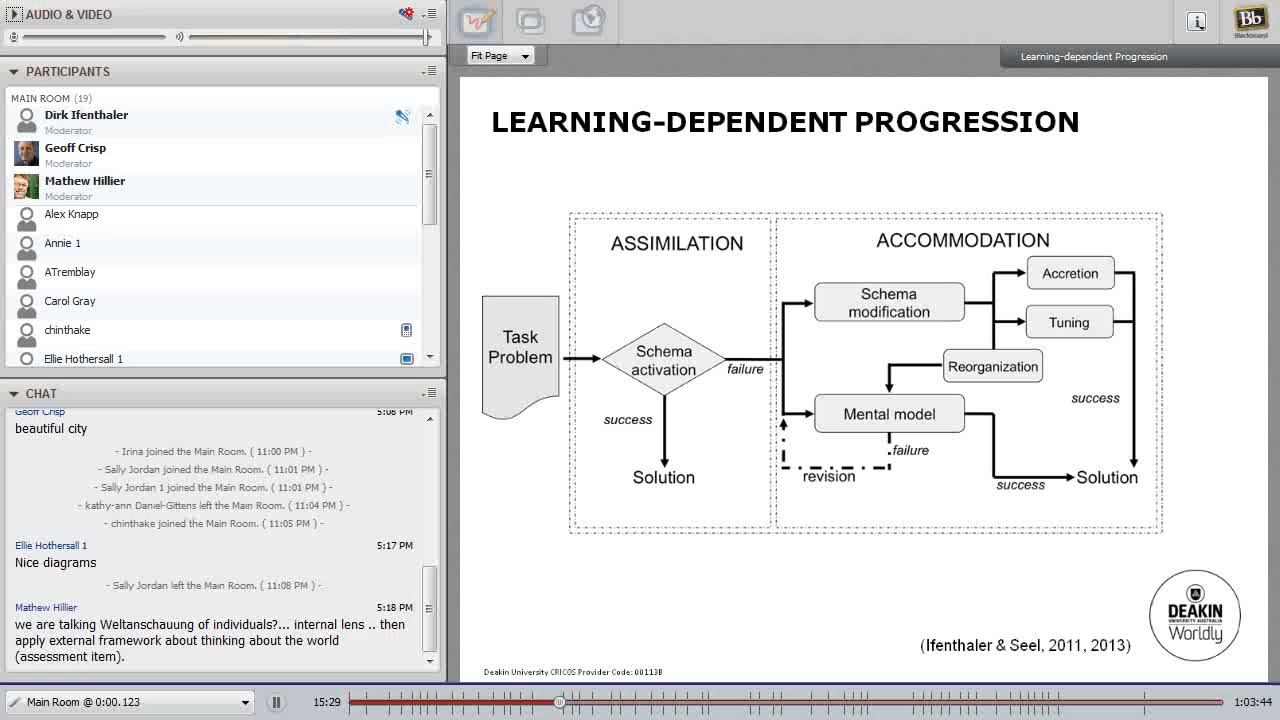 AUDIO & VIDEO
PARTICIPANTS
MAIN ROOM (19)
Dirk Ifenthaler
Moderator
Geoff Crisp
Moderator
Mathew Hillier
Moderator
Alex Knapp
Annie 1
ATremblay
Carol Gray
chinthake
Ellie Hothersall 1
CHAT
Geoff Crisp 5:08 PM
beautiful city
- Irina joined the Main Room. ( 11:00 PM ) -
- Sally Jordan joined the Main Room. ( 11:01 PM ) -
- Sally Jordan 1 joined the Main Room. ( 11:01 PM ) -
- kathy-ann Daniel-Gittens left the Main Room. ( 11:04 PM ) -
- chinthake joined the Main Room. ( 11:05 PM ) -
Ellie Hothersall 1 5:17 PM
Nice diagrams
- Sally Jordan left the Main Room. ( 11:08 PM ) -
Mathew Hillier 5:18 PM
we are talking Weltanschauung of individuals?... internal lens .. then
apply external framework about thinking about the world
(assessment item).
Main Room @ 0:00.123
15:29
1:03:44
Fit Page
Bb
Blackboard
Learning-dependent Progression
LEARNING-DEPENDENT PROGRESSION
ASSIMILATION
ACCOMMODATION
Task
Problem
Schema
activation
failure
success
Solution
Schema
modification
Accretion
Tuning
Reorganization
Mental model
failure
revision
success
success
Solution
DEAKIN
UNIVERSITY AUSTRALIA
Worldly
(Ifenthaler & Seel, 2011, 2013)
Deakin University CRICOS Provider Code: 00113B